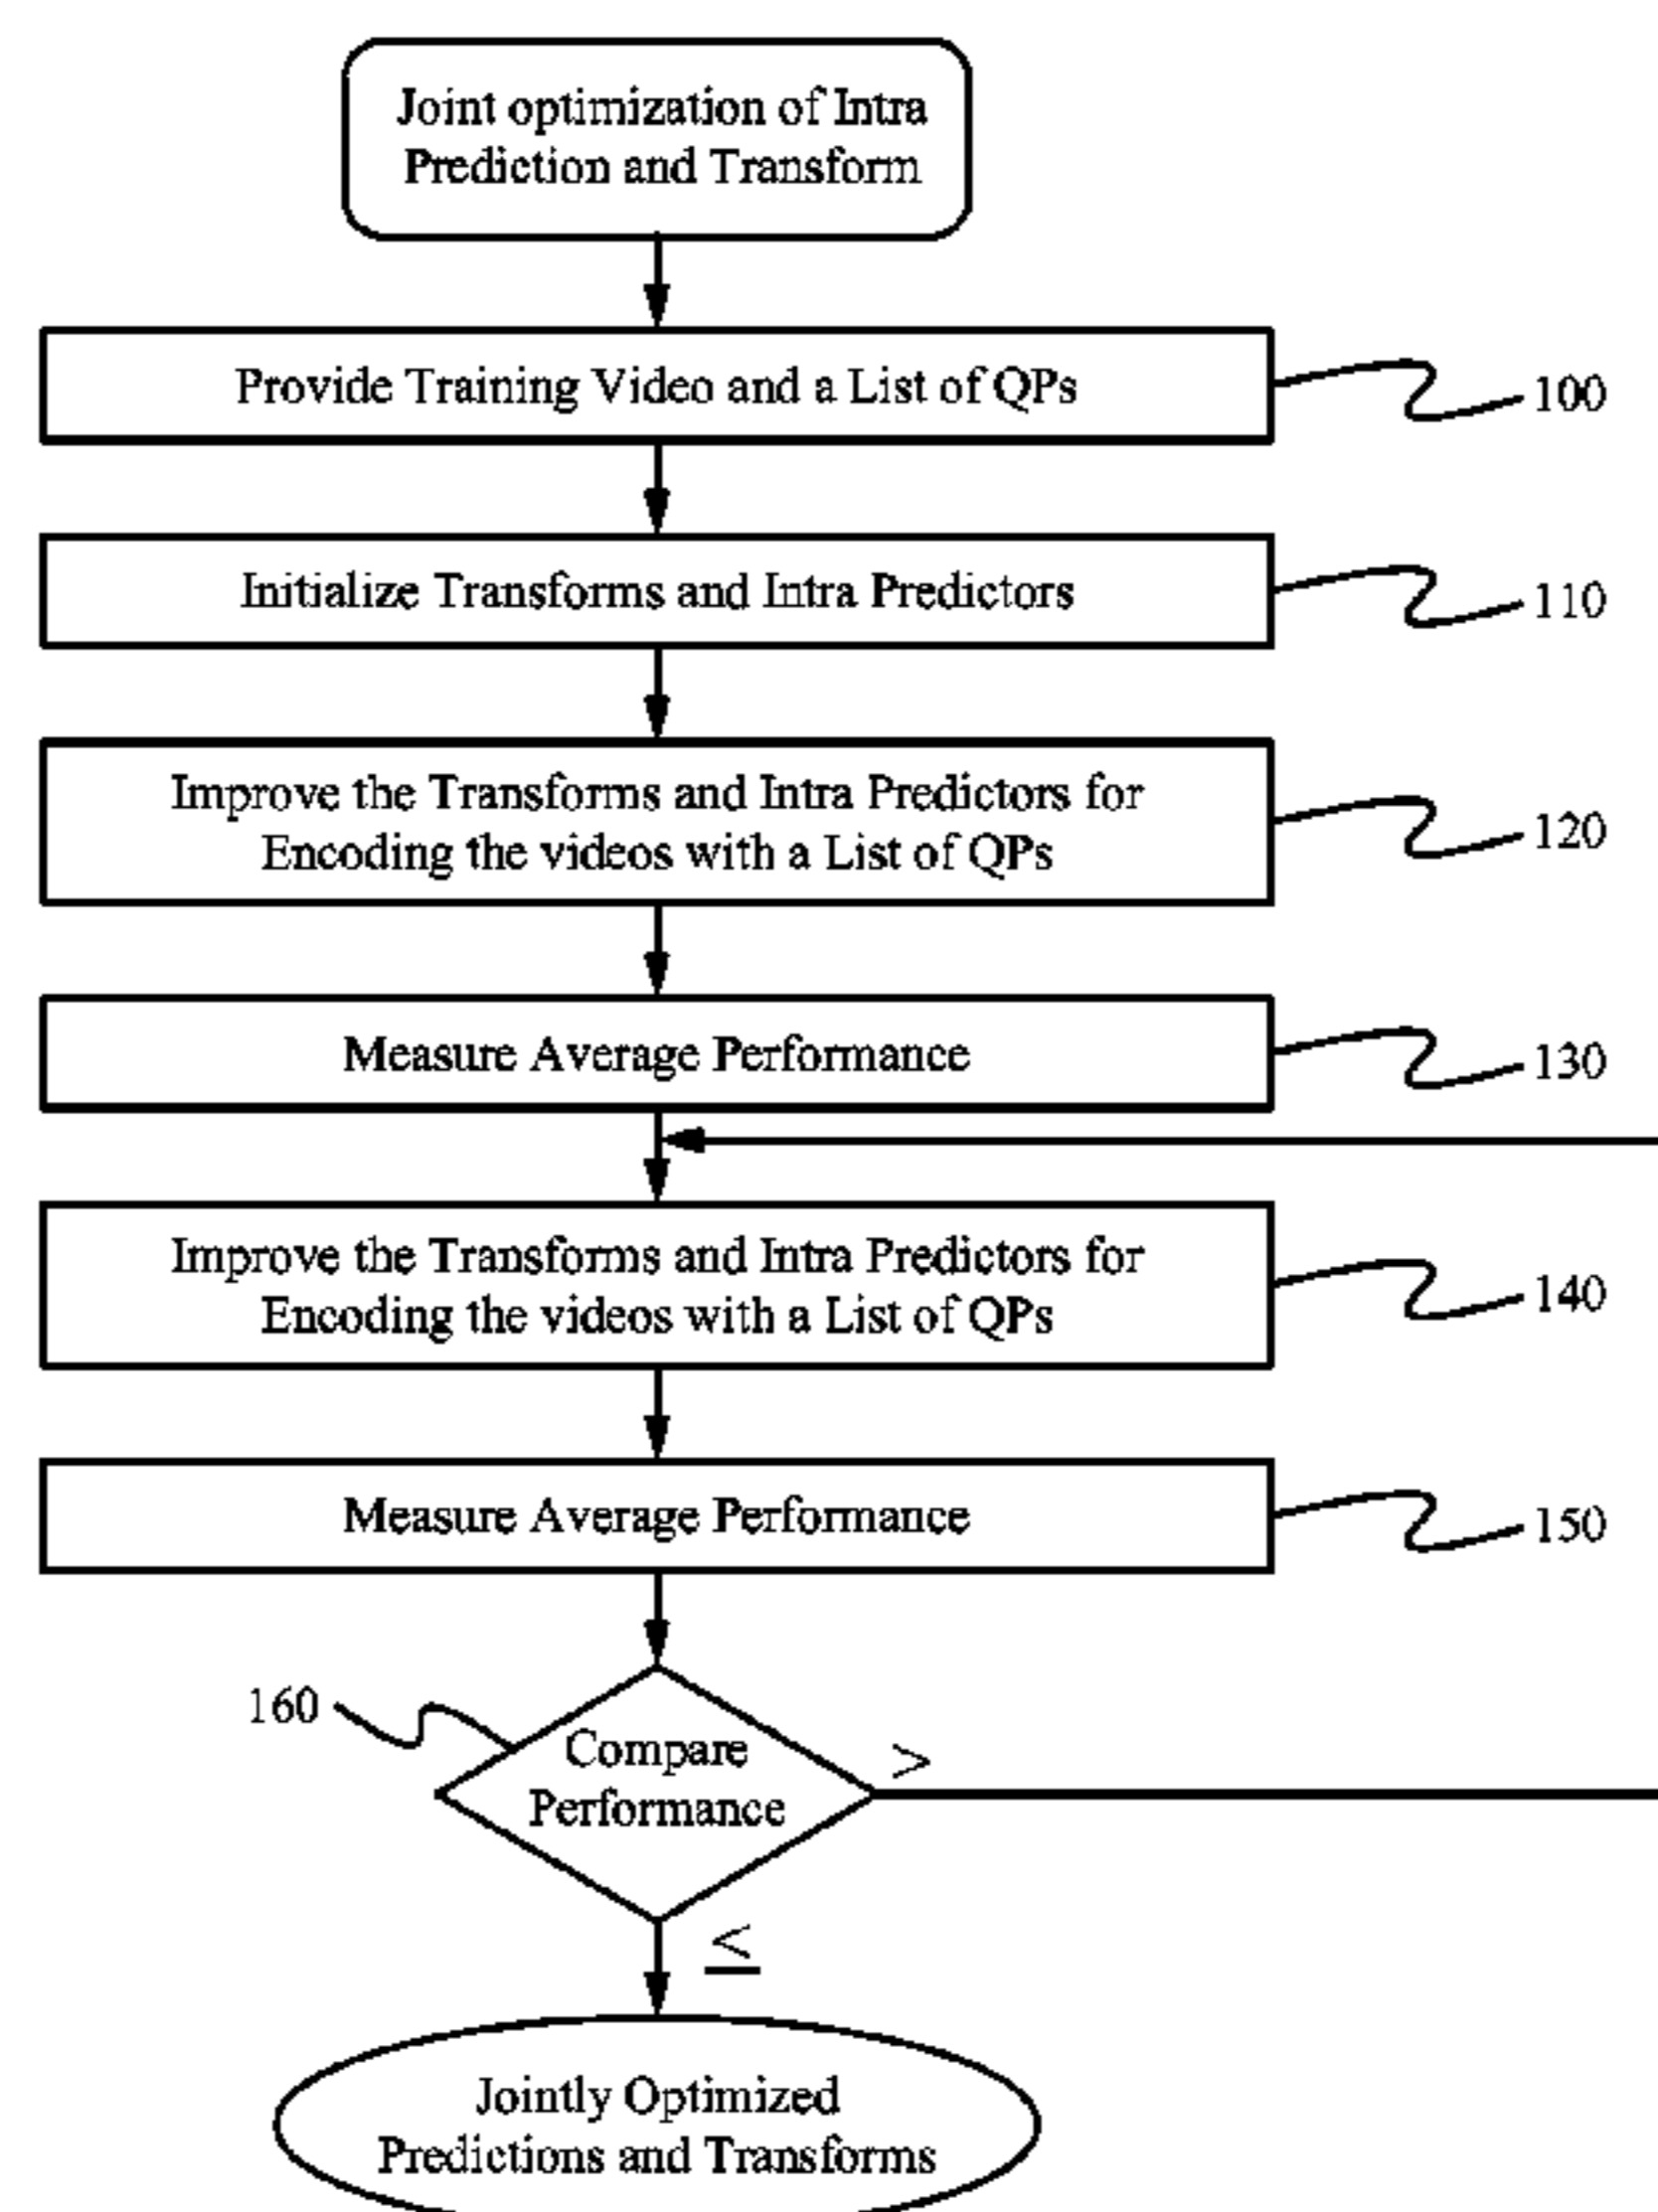 Joint optimization of Intra
Prediction and Transform
Provide Training Video and a List of QPs
100
Initialize Transforms and Intra Predictors
110
Improve the Transforms and Intra Predictors for
Encoding the videos with a List of QPs
120
Measure Average Performance
130
Improve the Transforms and Intra Predictors for
Encoding the videos with a List of QPs
140
Measure Average Performance
150
160
Compare
Performance
>
≤
Jointly Optimized
Predictions and Transforms